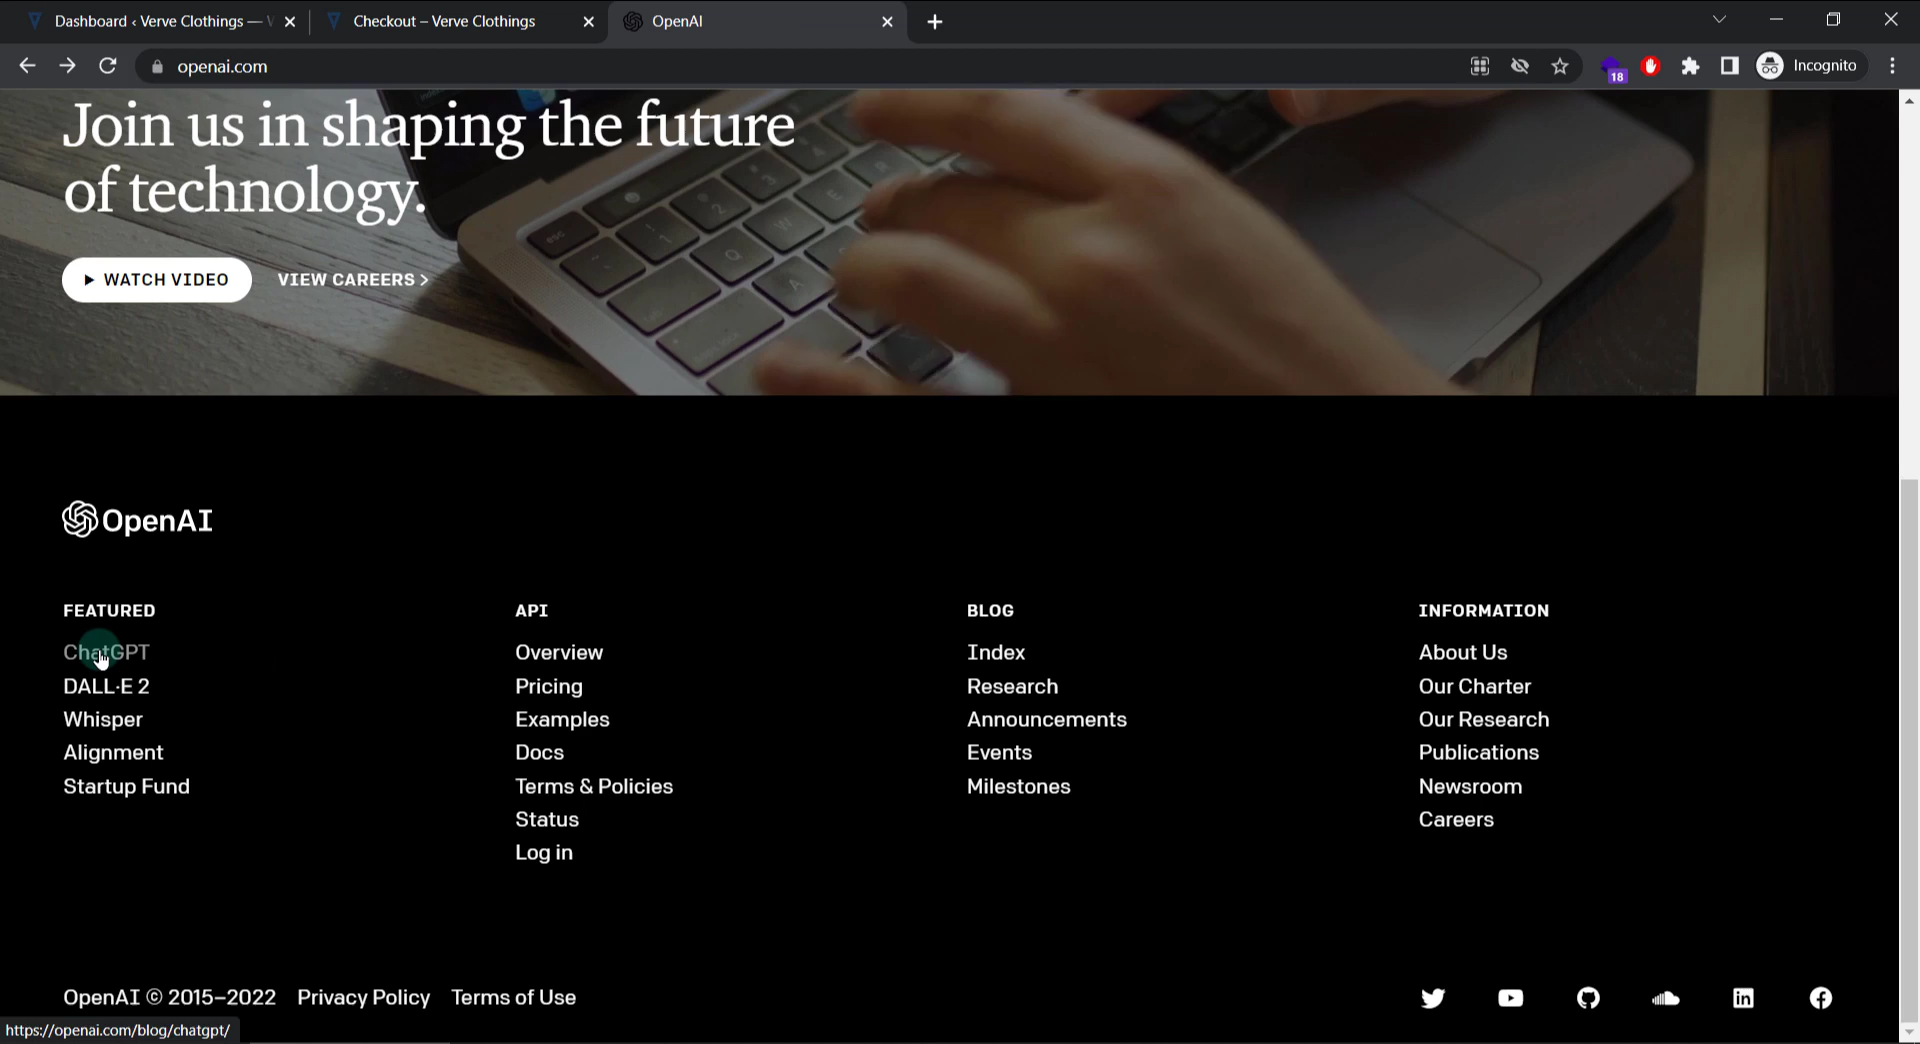 Dashboard ‹ Verve Clothings —
Checkout – Verve Clothings
OpenAI
openai.com
18
Incognito
Join us in shaping the future
of technology.
WATCH VIDEO
VIEW CAREERS >
OpenAI
FEATURED
ChatGPT
DALL·E 2
Whisper
Alignment
Startup Fund
API
Overview
Pricing
Examples
Docs
Terms & Policies
Status
Log in
BLOG
Index
Research
Announcements
Events
Milestones
INFORMATION
About Us
Our Charter
Our Research
Publications
Newsroom
Careers
OpenAI © 2015–2022 Privacy Policy Terms of Use
https://openai.com/blog/chatgpt/